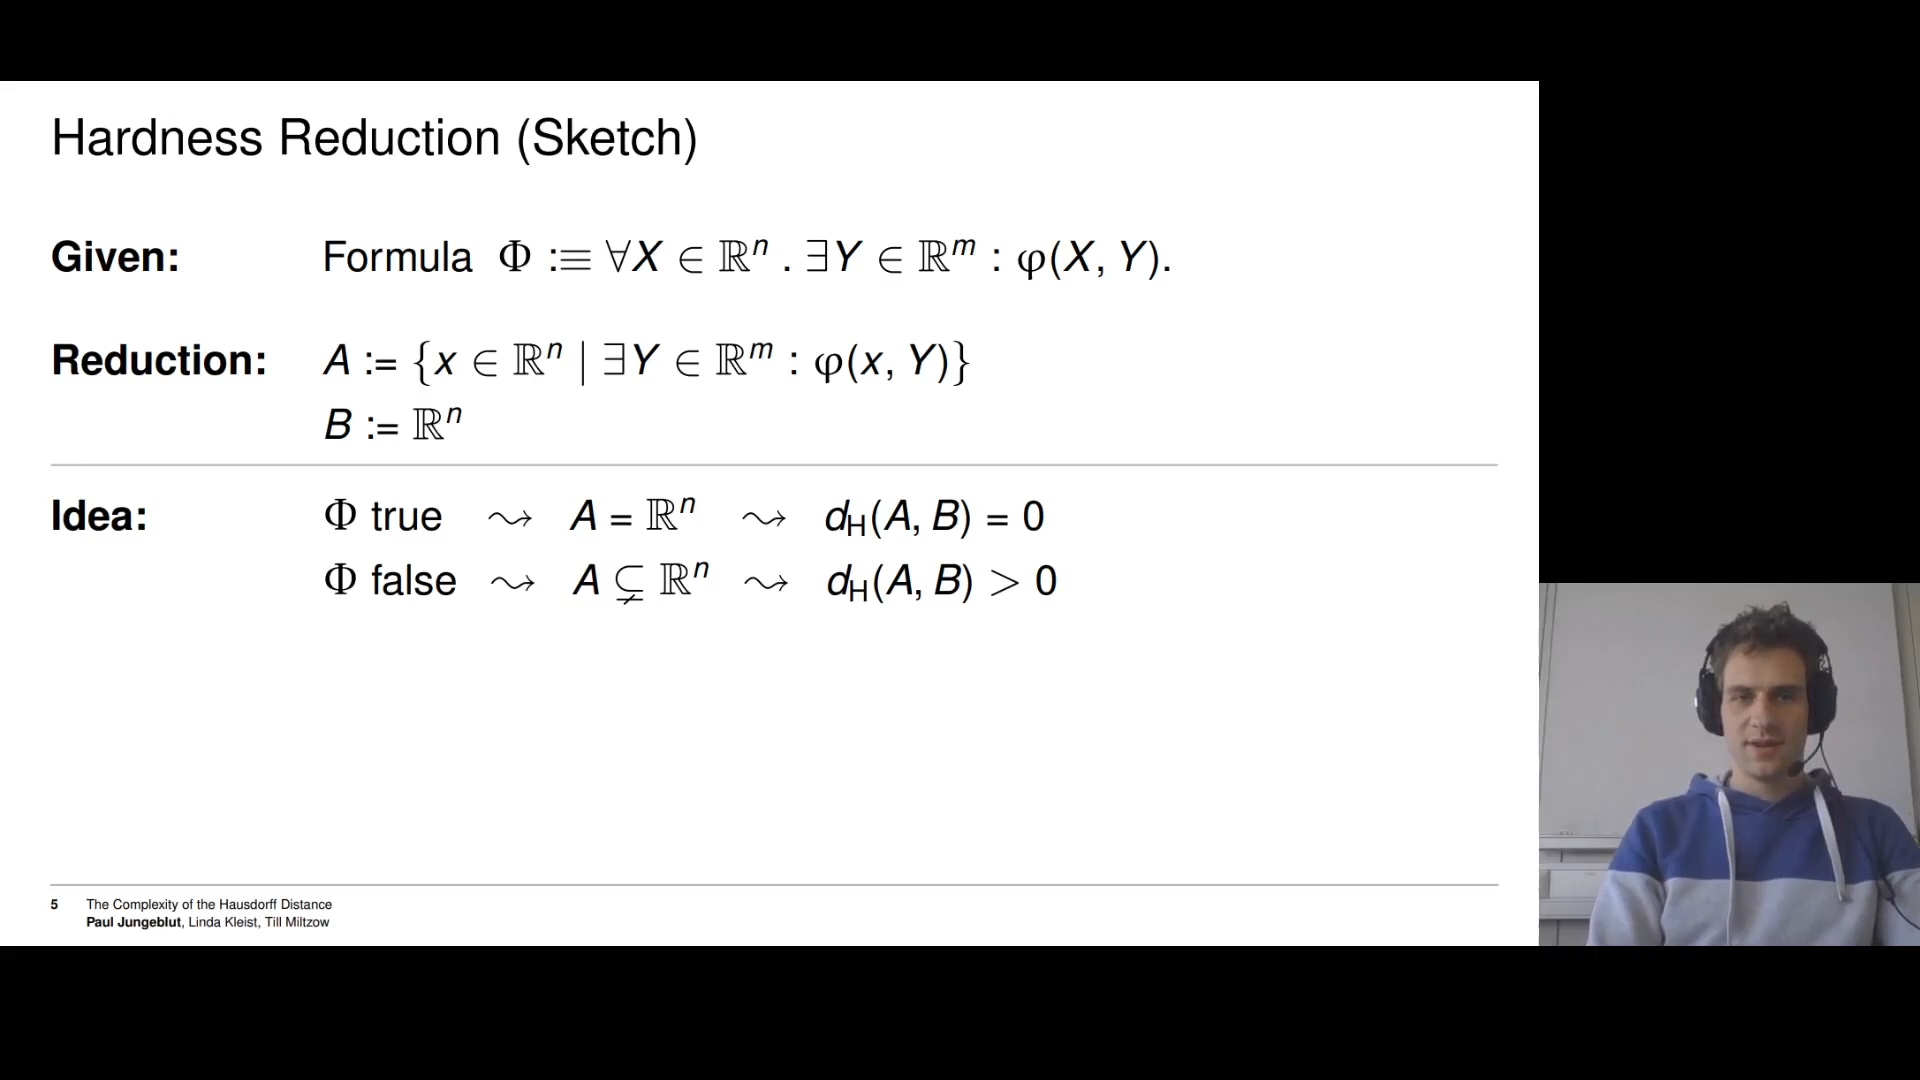 Hardness Reduction (Sketch)
Given: Formula Φ :≡ ∀X ∈ ℝⁿ . ∃Y ∈ ℝᵐ : φ(X, Y).
Reduction: A := {x ∈ ℝⁿ | ∃Y ∈ ℝᵐ : φ(x, Y)}
B := ℝⁿ
Idea: Φ true ⇝ A = ℝⁿ ⇝ d_H(A, B) = 0
Φ false ⇝ A ⊊ ℝⁿ ⇝ d_H(A, B) > 0
5 The Complexity of the Hausdorff Distance
Paul Jungeblut, Linda Kleist, Till Miltzow